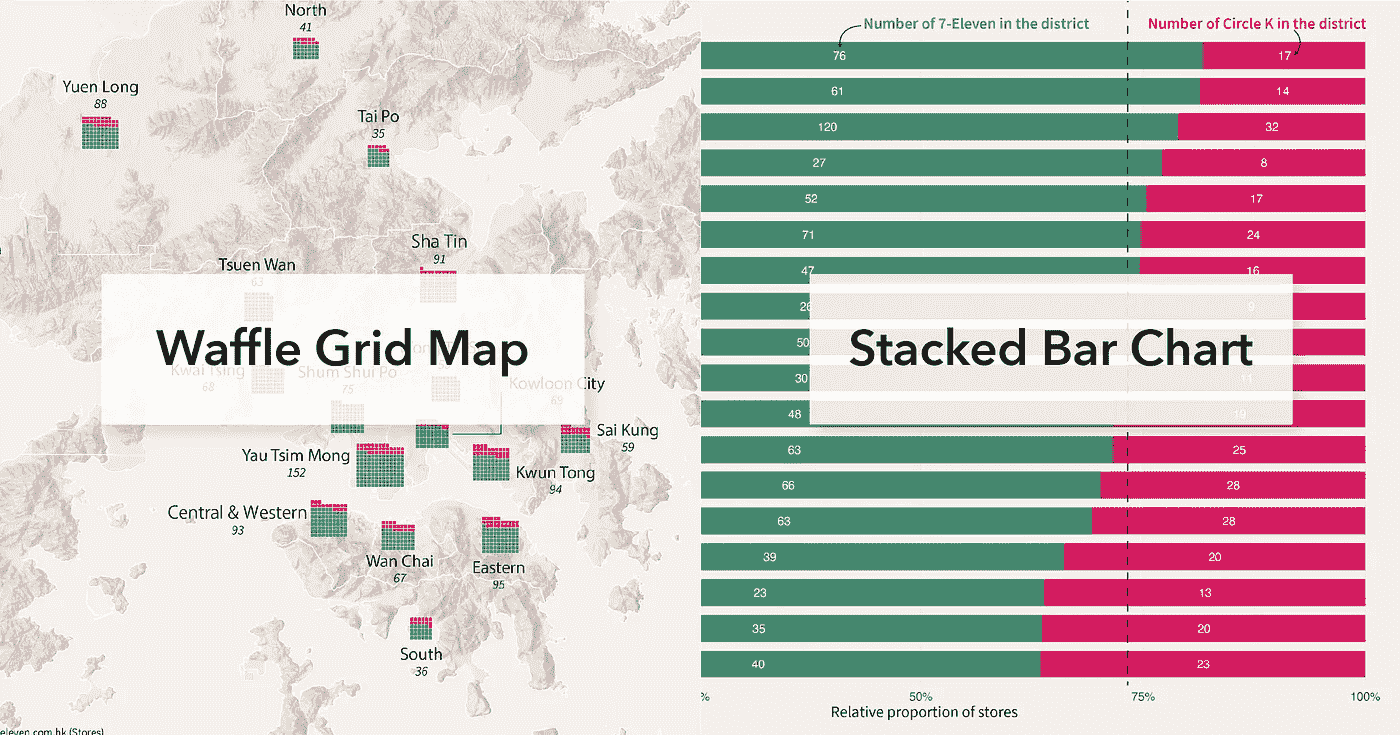 North
41
Yuen Long
88
Tai Po
35
Sha Tin
91
Tsuen Wan
63
Waffle Grid Map
Kwai Tsing
68
Shum Shui Po
75
Kowloon City
69
Sai Kung
59
Yau Tsim Mong
152
Kwun Tong
94
Central & Western
93
Wan Chai
67
Eastern
95
South
36
eleven.com.hk (Stores)
Number of 7-Eleven in the district
Number of Circle K in the district
76 17
61 14
120 32
27 8
52 17
71 24
47 16
26 9
50
Stacked Bar Chart
30 11
48 19
63 25
66 28
63 28
39 20
23 13
35 20
40 23
% 50% 75% 100%
Relative proportion of stores